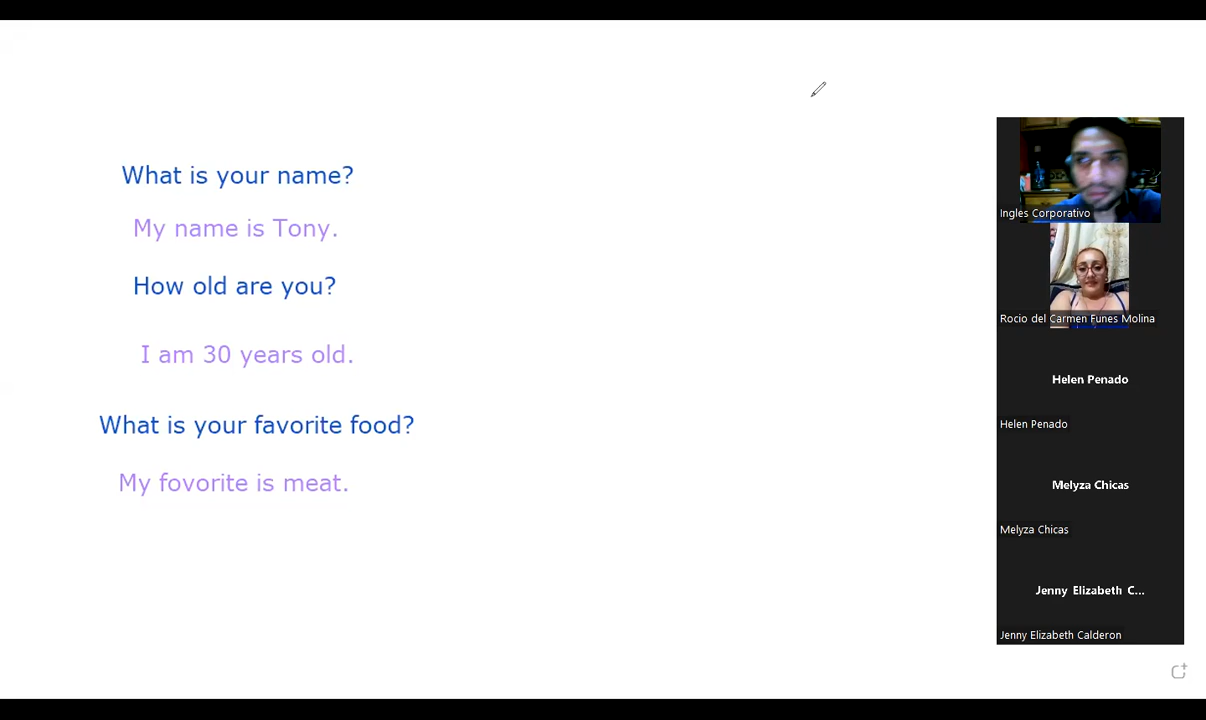 What is your name?
My name is Tony.
How old are you?
I am 30 years old.
What is your favorite food?
My fovorite is meat.
Ingles Corporativo
Rocio del Carmen Funes Molina
Helen Penado
Helen Penado
Melyza Chicas
Melyza Chicas
Jenny Elizabeth C...
Jenny Elizabeth Calderon